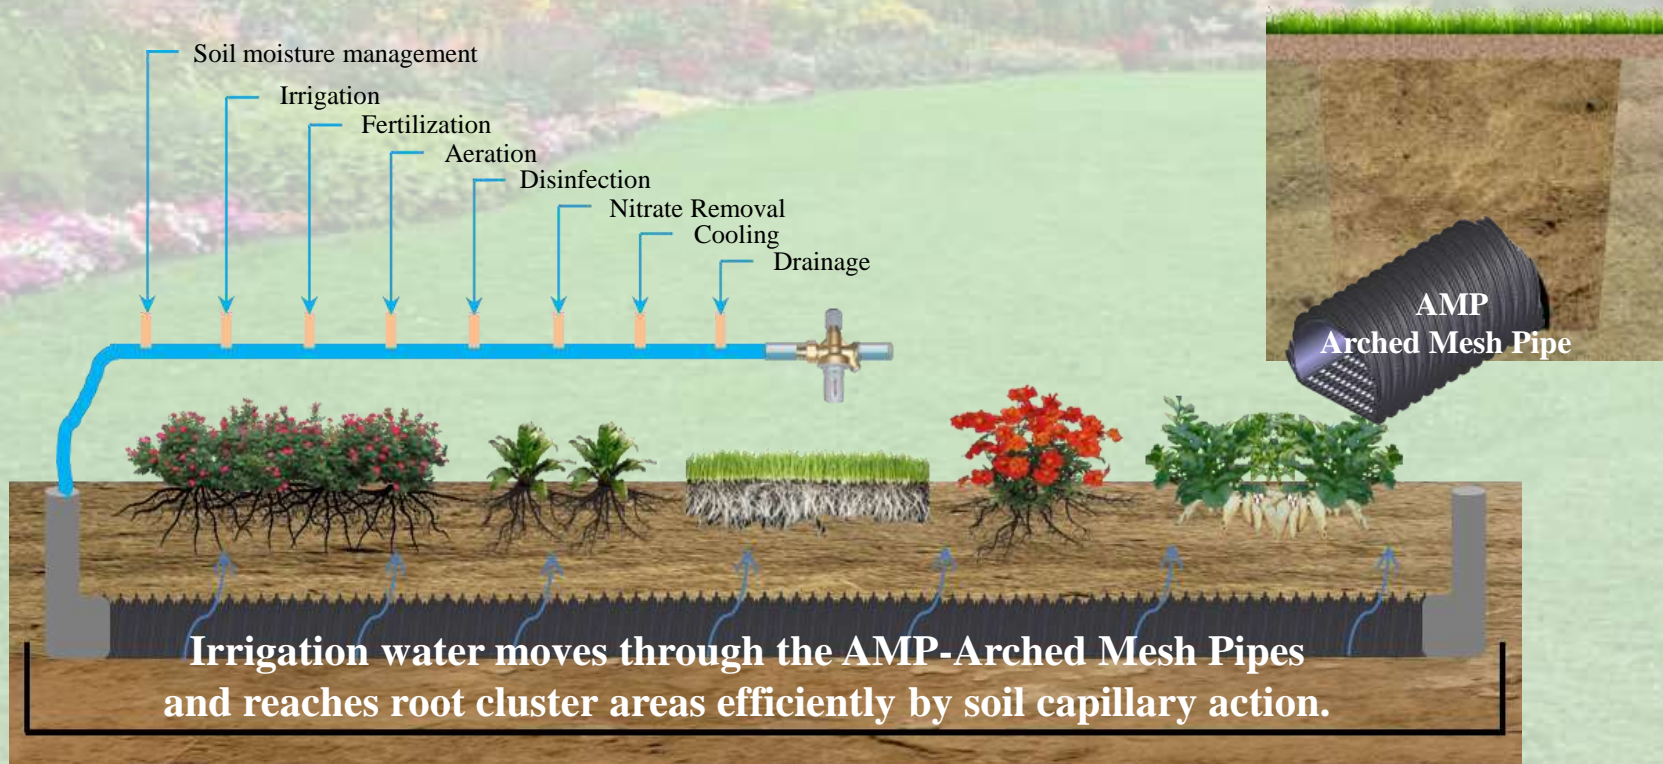 Soil moisture management
Irrigation
Fertilization
Aeration
Disinfection
Nitrate Removal
Cooling
Drainage
AMP
Arched Mesh Pipe
Irrigation water moves through the AMP-Arched Mesh Pipes
and reaches root cluster areas efficiently by soil capillary action.